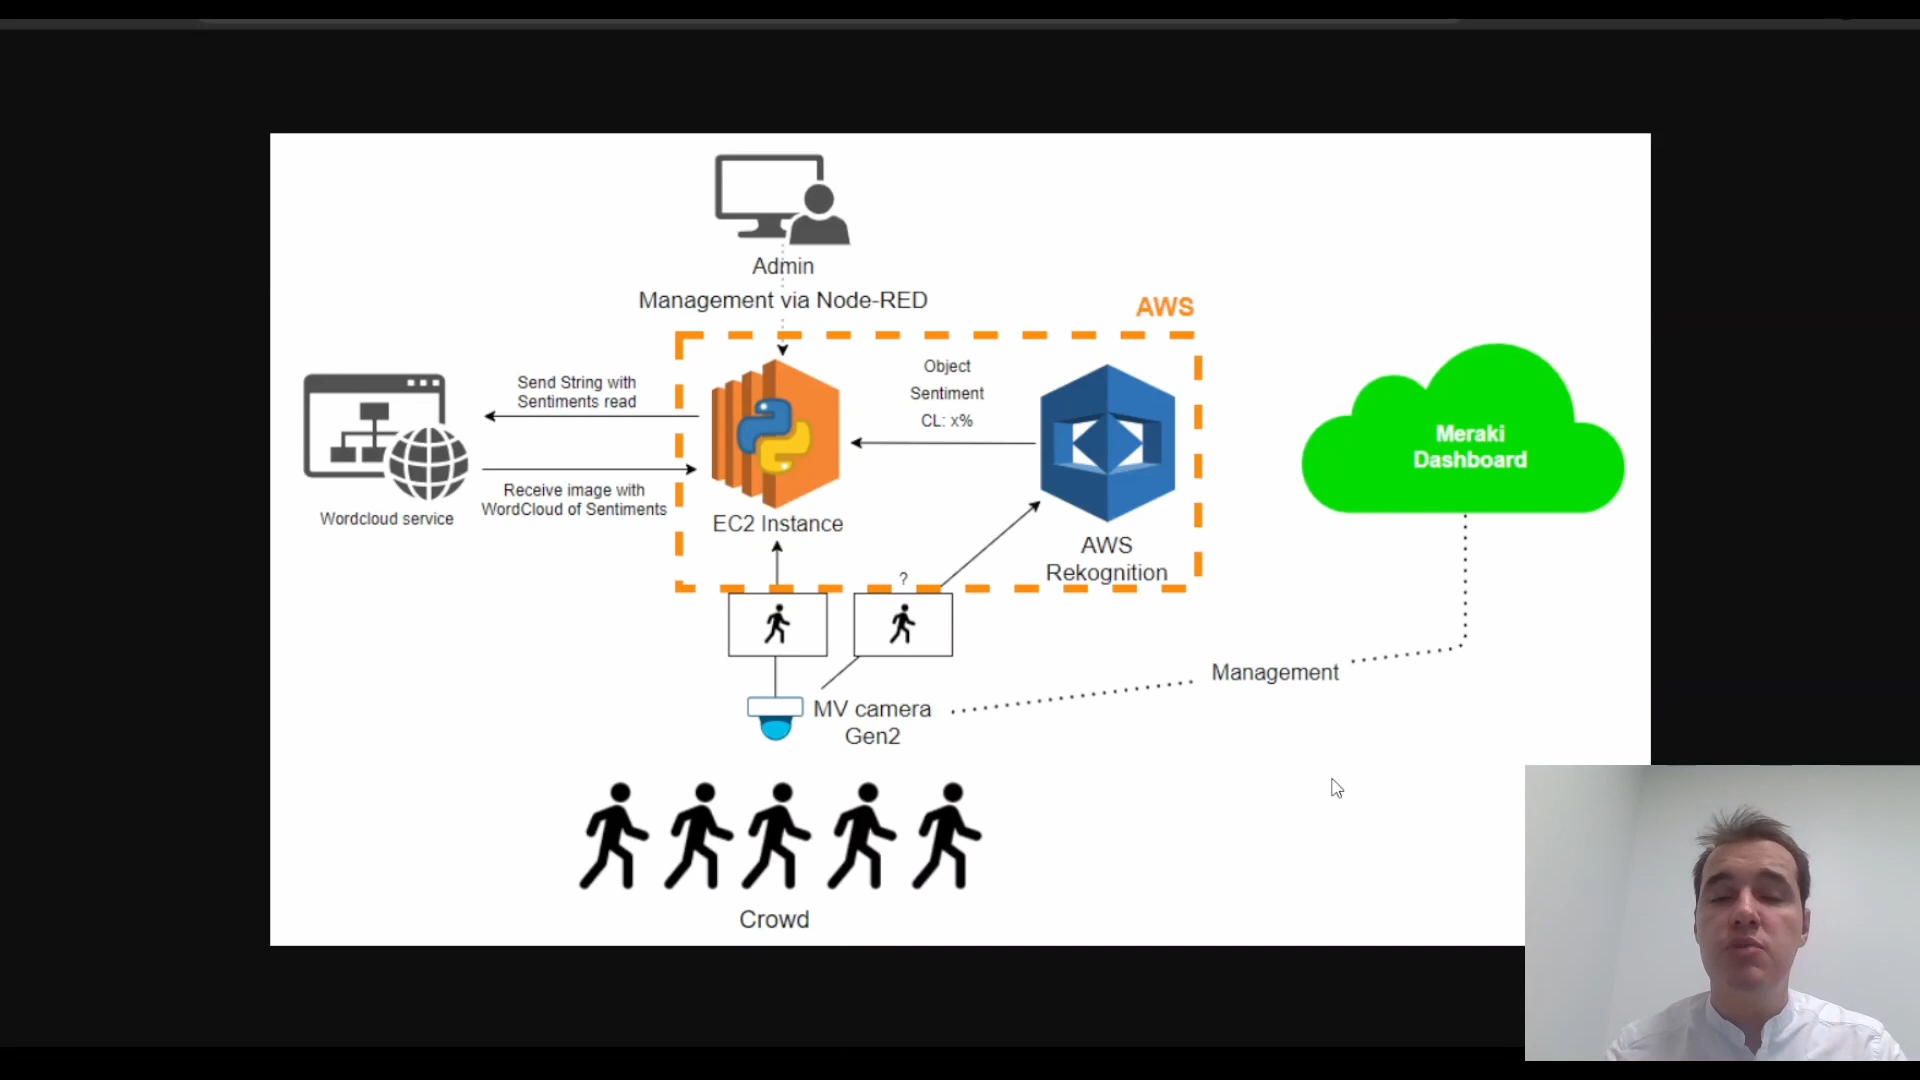 Admin
Management via Node-RED
AWS
Send String with
Sentiments read
Object
Sentiment
CL: x%
Meraki
Dashboard
Receive image with
WordCloud of Sentiments
Wordcloud service
EC2 Instance
AWS
Rekognition
?
Management
MV camera
Gen2
Crowd